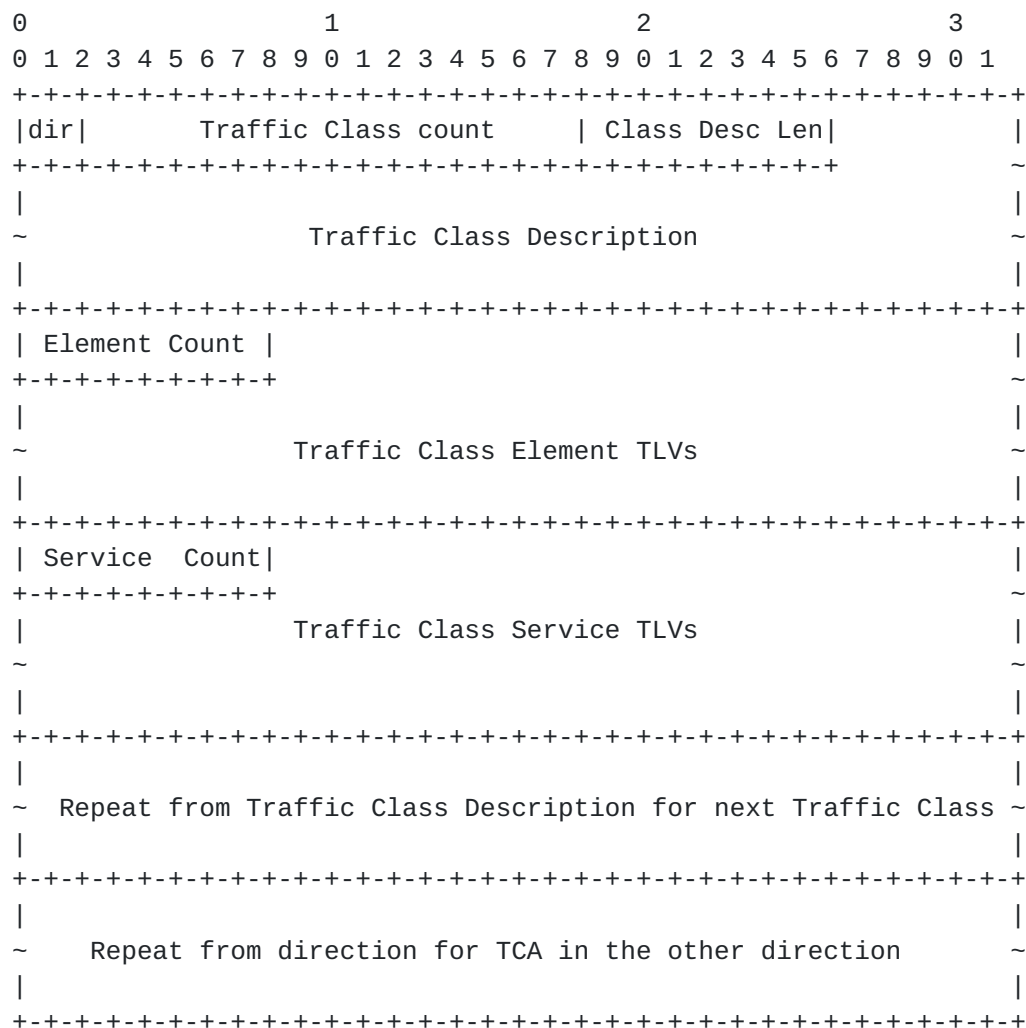 0                   1                   2                   3
0 1 2 3 4 5 6 7 8 9 0 1 2 3 4 5 6 7 8 9 0 1 2 3 4 5 6 7 8 9 0 1
+-+-+-+-+-+-+-+-+-+-+-+-+-+-+-+-+-+-+-+-+-+-+-+-+-+-+-+-+-+-+-+-+
|dir|       Traffic Class count     | Class Desc Len|           |
+-+-+-+-+-+-+-+-+-+-+-+-+-+-+-+-+-+-+-+-+-+-+-+-+-+-+           ~
|                                                               |
~                  Traffic Class Description                    ~
|                                                               |
+-+-+-+-+-+-+-+-+-+-+-+-+-+-+-+-+-+-+-+-+-+-+-+-+-+-+-+-+-+-+-+-+
| Element Count |                                               |
+-+-+-+-+-+-+-+-+                                               ~
|                                                               |
~                 Traffic Class Element TLVs                    ~
|                                                               |
+-+-+-+-+-+-+-+-+-+-+-+-+-+-+-+-+-+-+-+-+-+-+-+-+-+-+-+-+-+-+-+-+
| Service  Count|                                               |
+-+-+-+-+-+-+-+-+                                               ~
|                 Traffic Class Service TLVs                    |
~                                                               ~
|                                                               |
+-+-+-+-+-+-+-+-+-+-+-+-+-+-+-+-+-+-+-+-+-+-+-+-+-+-+-+-+-+-+-+-+
|                                                               |
~  Repeat from Traffic Class Description for next Traffic Class ~
|                                                               |
+-+-+-+-+-+-+-+-+-+-+-+-+-+-+-+-+-+-+-+-+-+-+-+-+-+-+-+-+-+-+-+-+
|                                                               |
~    Repeat from direction for TCA in the other direction       ~
|                                                               |
+-+-+-+-+-+-+-+-+-+-+-+-+-+-+-+-+-+-+-+-+-+-+-+-+-+-+-+-+-+-+-+-+